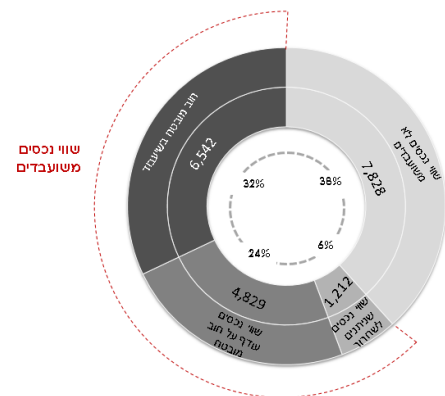 שווי נכסים
משועבדים
חוב מובטח בשיעבוד
6,542
שווי נכסים לא
משועבדים
7,828
32%
38%
24%
6%
4,829
שווי נכסים
עודף על חוב
מובטח
1,212
שווי נכסים
שניתנים
לשחרור